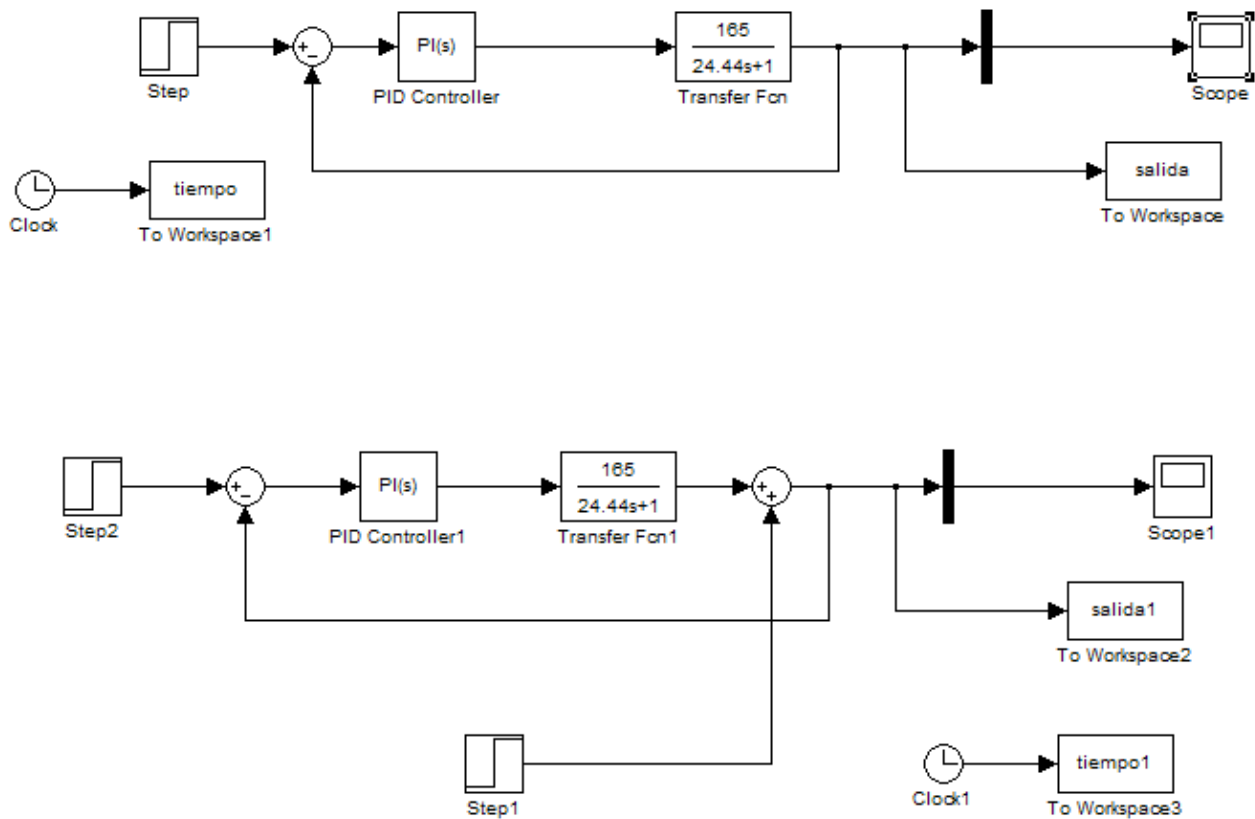 Step
+
−
PI(s)
PID Controller
165
24.44s+1
Transfer Fcn
Scope
Clock
tiempo
To Workspace1
salida
To Workspace
Step2
+
−
PI(s)
PID Controller1
165
24.44s+1
Transfer Fcn1
+
+
Scope1
salida1
To Workspace2
Step1
Clock1
tiempo1
To Workspace3